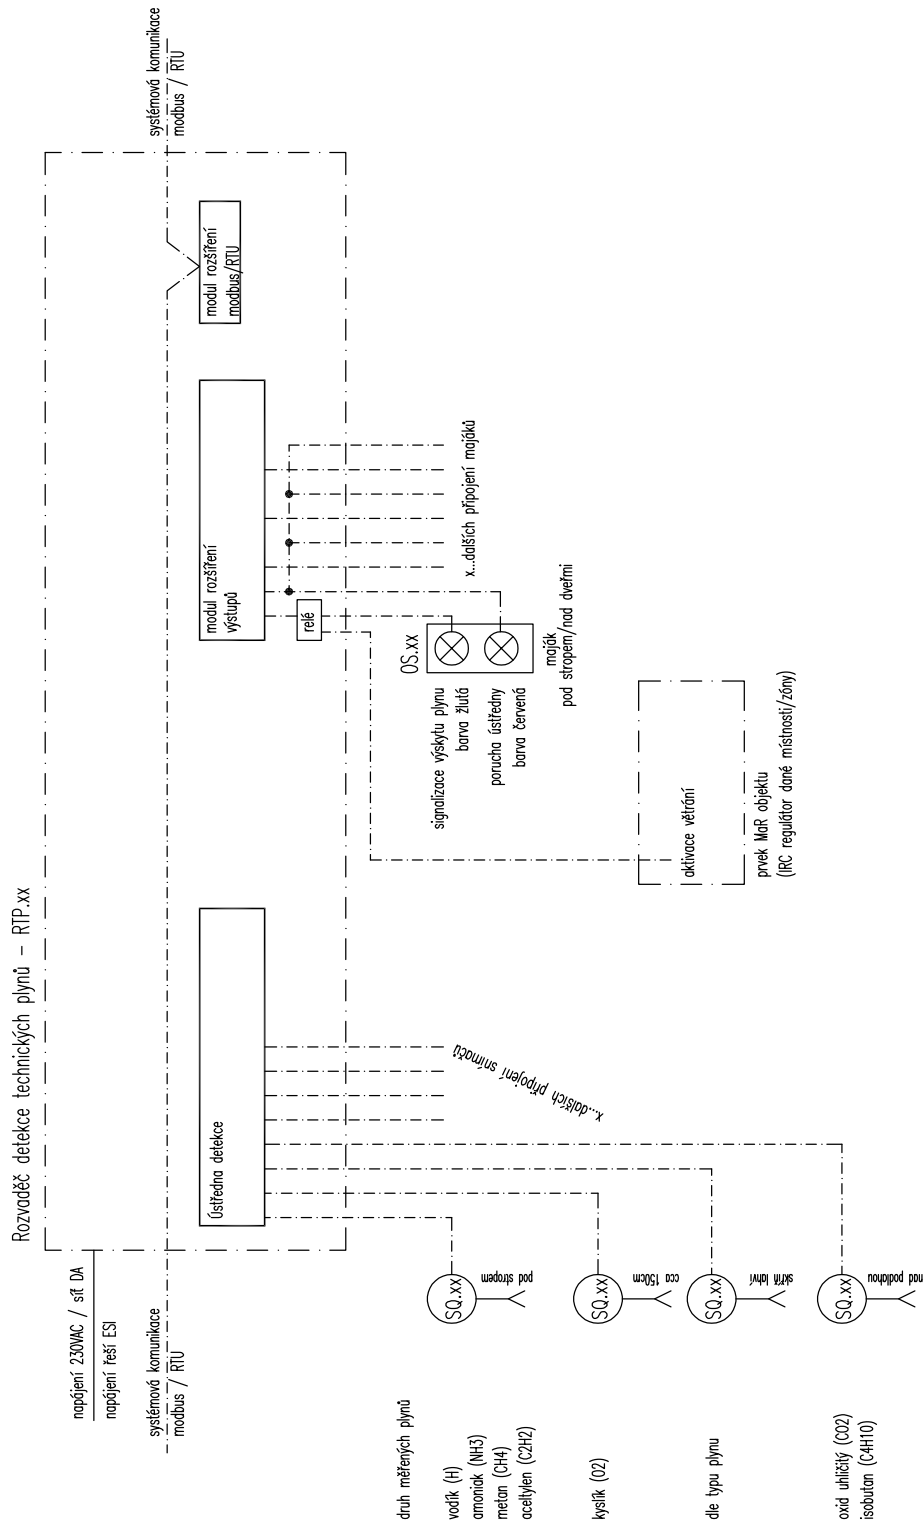 Rozvaděč detekce technických plynů – RTP.xx
napájení 230VAC / síť DA
napájení řeší ESI
systémová komunikace
modbus / RTU
Ústředna detekce
modul rozšíření
výstupů
modul rozšíření
modbus/RTU
systémová komunikace
modbus / RTU
relé
x...dalších připojení snímačů
x...dalších připojení majáků
OS.xx
signalizace výskytu plynu
barva žlutá
porucha ústředny
barva červená
maják
pod stropem/nad dveřmi
aktivace větrání
prvek MaR objektu
(IRC regulátor dané místnosti/zóny)
druh měřených plynů
vodík (H)
amoniak (NH3)
metan (CH4)
aceltylen (C2H2)
SQ.xx
pod stropem
kyslík (O2)
SQ.xx
cca 150cm
dle typu plynu
SQ.xx
skříň lahví
oxid uhličitý (CO2)
isobutan (C4H10)
SQ.xx
nad podlahou